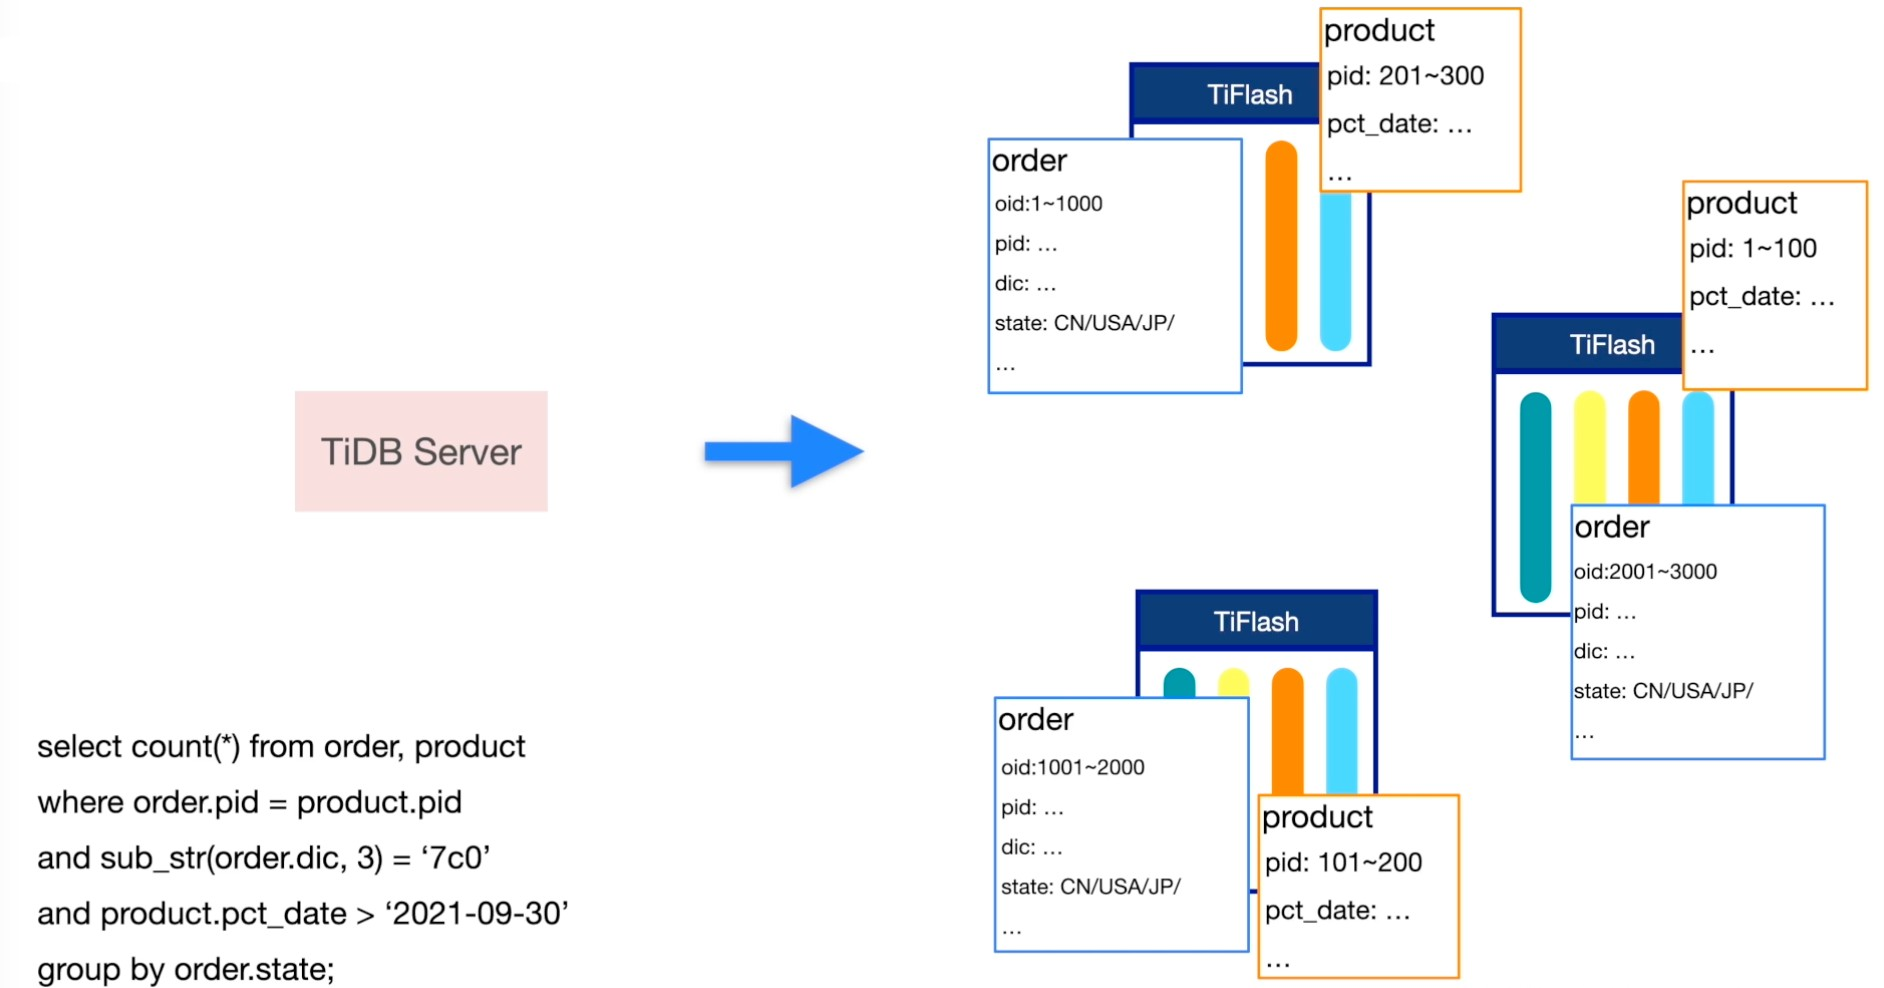 product
pid: 201~300
pct_date: …
…
TiFlash
order
oid:1~1000
pid: …
dic: …
state: CN/USA/JP/
…
product
pid: 1~100
pct_date: …
…
TiFlash
order
oid:2001~3000
pid: …
dic: …
state: CN/USA/JP/
…
TiDB Server
TiFlash
order
oid:1001~2000
pid: …
dic: …
state: CN/USA/JP/
…
product
pid: 101~200
pct_date: …
…
select count(*) from order, product
where order.pid = product.pid
and sub_str(order.dic, 3) = ‘7c0’
and product.pct_date > ‘2021-09-30’
group by order.state;